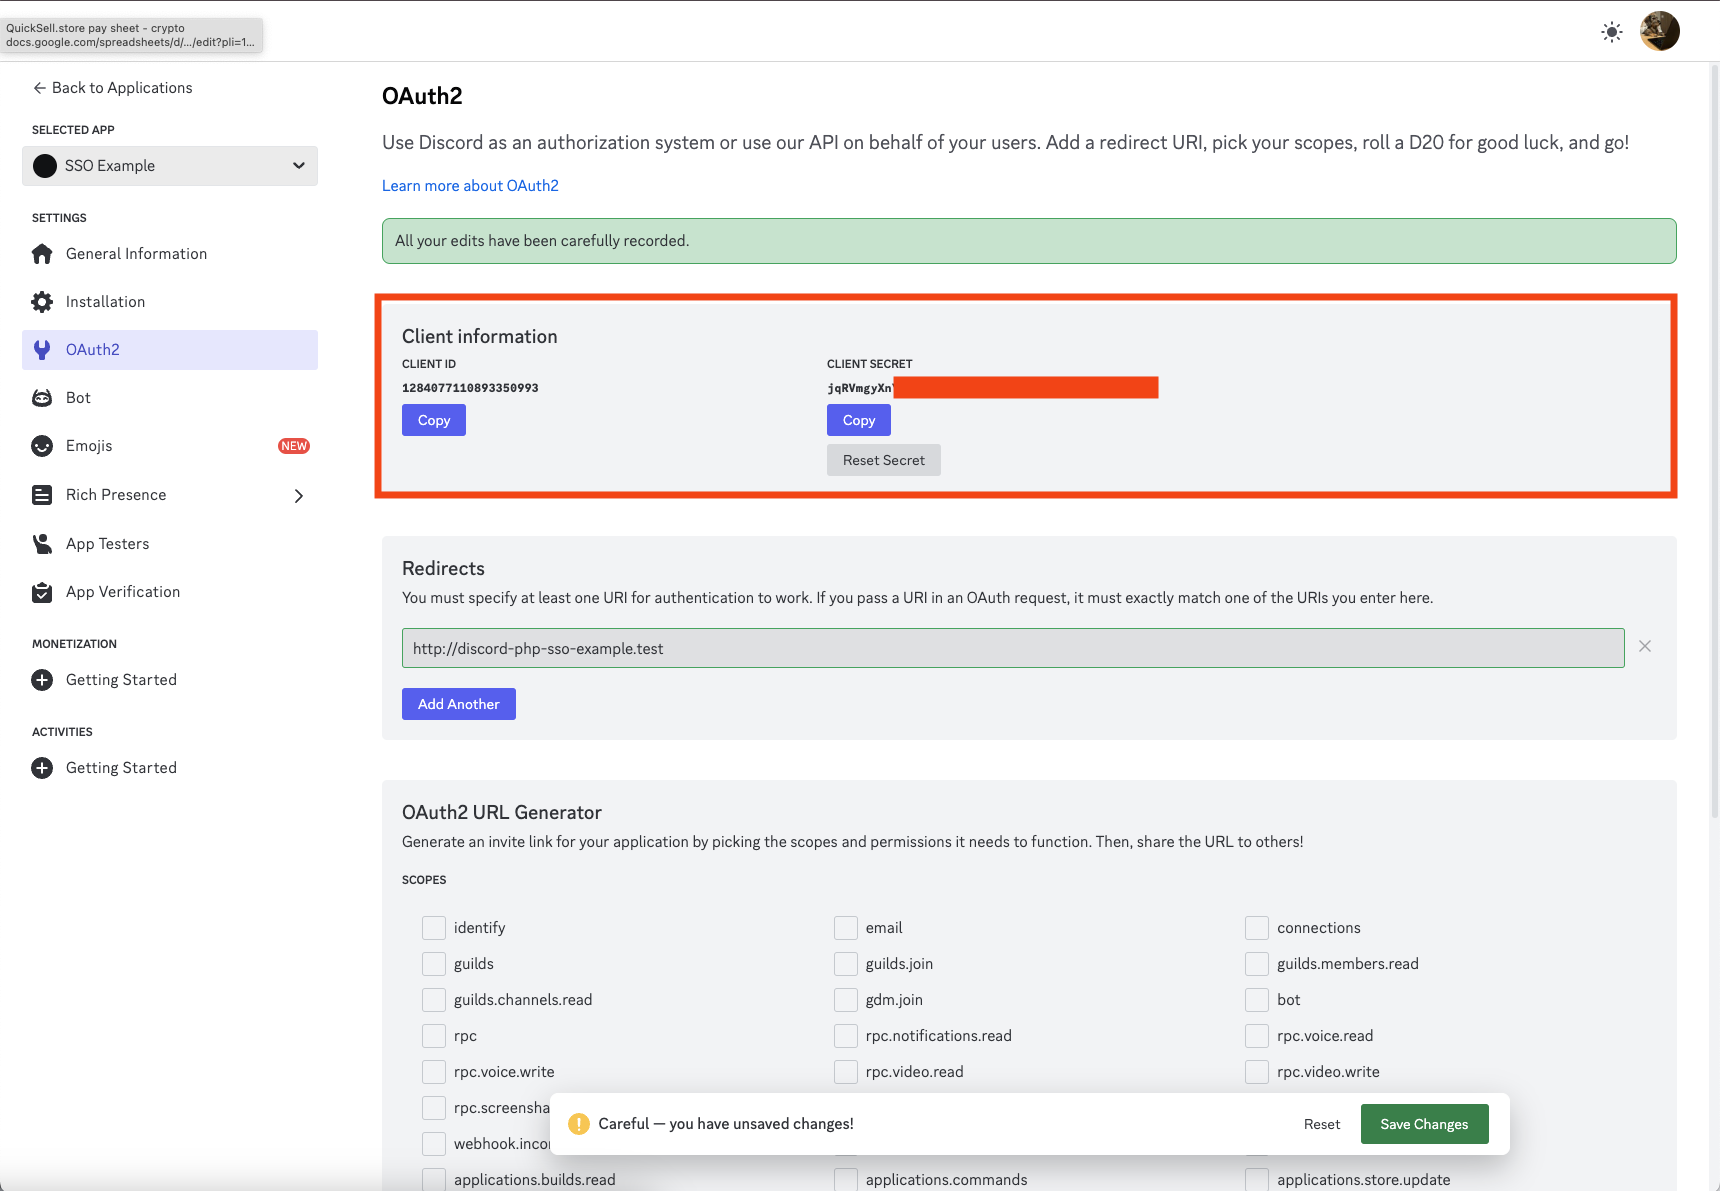 QuickSell.store pay sheet - crypto
docs.google.com/spreadsheets/d/.../edit?pli=1...
Back to Applications
SELECTED APP
SSO Example
SETTINGS
General Information
Installation
OAuth2
Bot
Emojis
NEW
Rich Presence
App Testers
App Verification
MONETIZATION
Getting Started
ACTIVITIES
Getting Started
OAuth2
Use Discord as an authorization system or use our API on behalf of your users. Add a redirect URI, pick your scopes, roll a D20 for good luck, and go!
Learn more about OAuth2
All your edits have been carefully recorded.
Client information
CLIENT ID
1284077110893350993
Copy
CLIENT SECRET
jqRVmgyXn
Copy
Reset Secret
Redirects
You must specify at least one URI for authentication to work. If you pass a URI in an OAuth request, it must exactly match one of the URIs you enter here.
http://discord-php-sso-example.test
Add Another
OAuth2 URL Generator
Generate an invite link for your application by picking the scopes and permissions it needs to function. Then, share the URL to others!
SCOPES
identify email connections
guilds guilds.join guilds.members.read
guilds.channels.read gdm.join bot
rpc rpc.notifications.read rpc.voice.read
rpc.voice.write rpc.video.read rpc.video.write
rpc.screensha
webhook.inco
Careful — you have unsaved changes!
Reset
Save Changes
applications.builds.read applications.commands applications.store.update